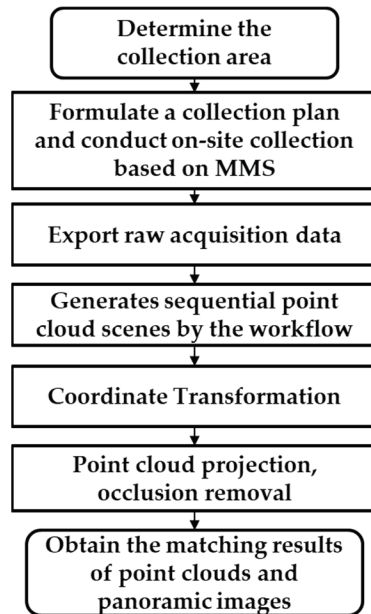 Determine the
collection area
Formulate a collection plan
and conduct on-site collection
based on MMS
Export raw acquisition data
Generates sequential point
cloud scenes by the workflow
Coordinate Transformation
Point cloud projection,
occlusion removal
Obtain the matching results
of point clouds and
panoramic images